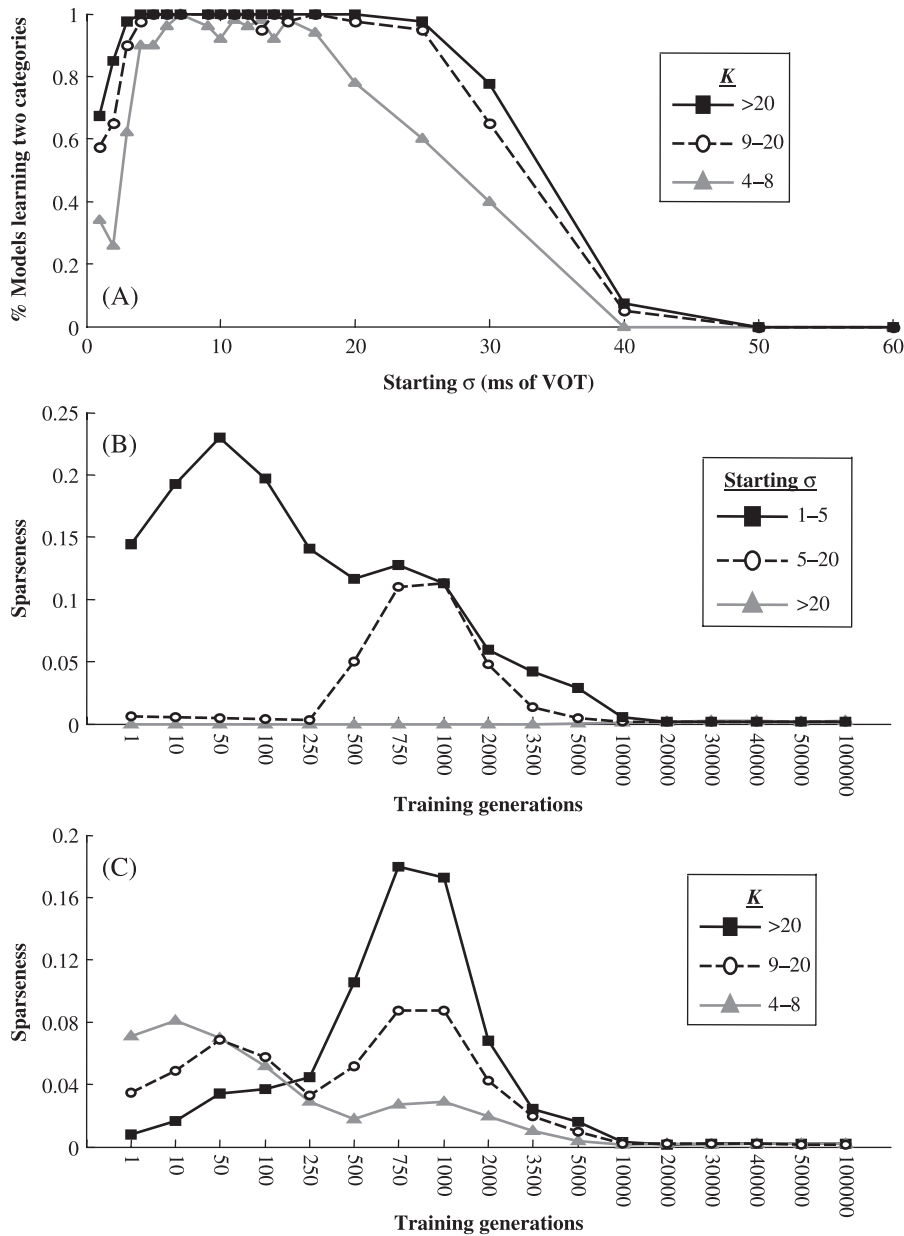 % Models learning two categories
1
0.8
0.6
0.4
0.2
0
(A)
K
>20
9–20
4–8
0 10 20 30 40 50 60
Starting σ (ms of VOT)
0.25
0.2
0.15
0.1
0.05
0
Sparseness
(B)
Starting σ
1–5
5–20
>20
1 10 50 100 250 500 750 1000 2000 3500 5000 10000 20000 30000 40000 50000 100000
Training generations
0.2
0.16
0.12
0.08
0.04
0
Sparseness
(C)
K
>20
9–20
4–8
1 10 50 100 250 500 750 1000 2000 3500 5000 10000 20000 30000 40000 50000 100000
Training generations